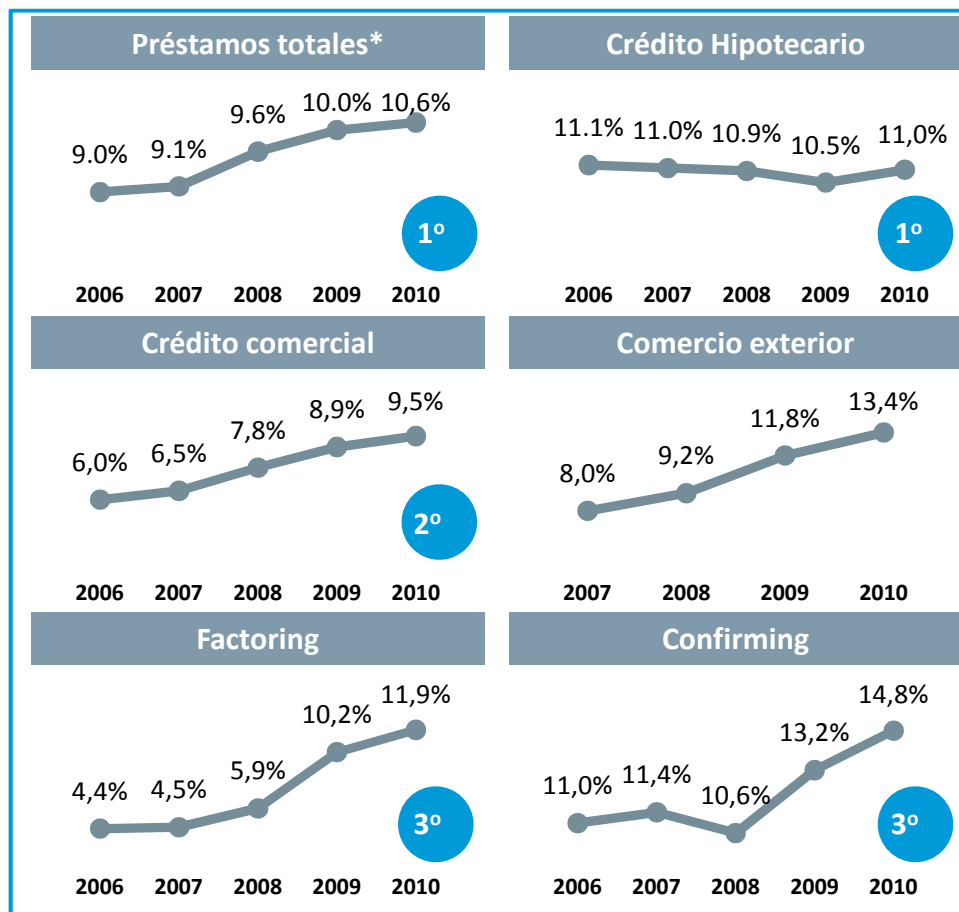 Préstamos totales*
9.0% 9.1% 9.6% 10.0% 10,6%
1º
2006 2007 2008 2009 2010
Crédito Hipotecario
11.1% 11.0% 10.9% 10.5% 11,0%
1º
2006 2007 2008 2009 2010
Crédito comercial
6,0% 6,5% 7,8% 8,9% 9,5%
2º
2006 2007 2008 2009 2010
Comercio exterior
8,0% 9,2% 11,8% 13,4%
2007 2008 2009 2010
Factoring
4,4% 4,5% 5,9% 10,2% 11,9%
3º
2006 2007 2008 2009 2010
Confirming
11,0% 11,4% 10,6% 13,2% 14,8%
3º
2006 2007 2008 2009 2010